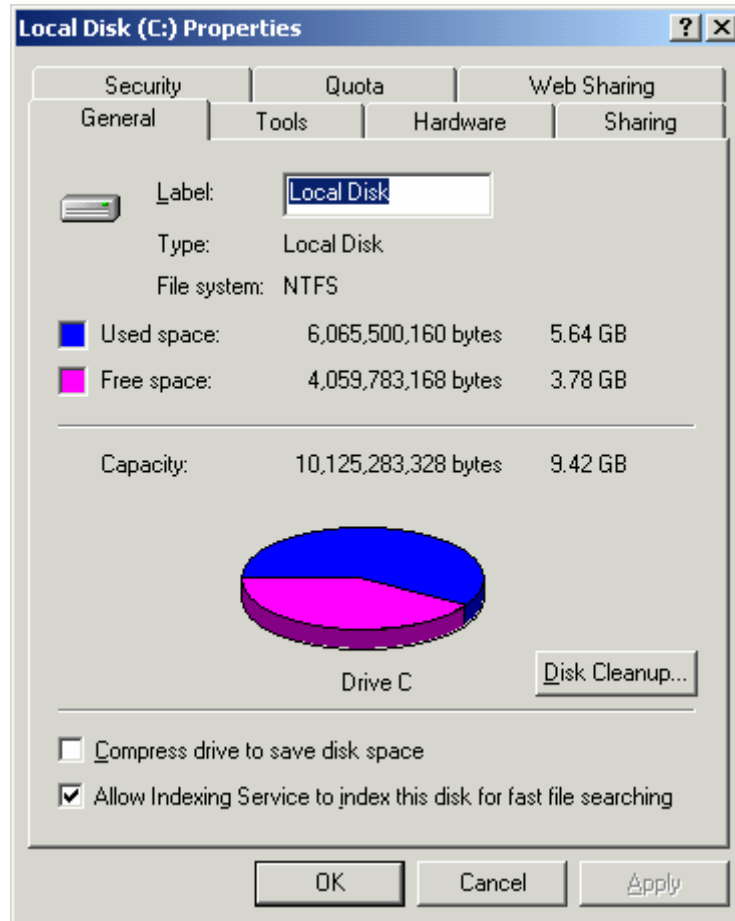 Local Disk (C:) Properties
Security Quota Web Sharing
General Tools Hardware Sharing
Label: Local Disk
Type: Local Disk
File system: NTFS
Used space: 6,065,500,160 bytes 5.64 GB
Free space: 4,059,783,168 bytes 3.78 GB
Capacity: 10,125,283,328 bytes 9.42 GB
Drive C
Disk Cleanup...
Compress drive to save disk space
Allow Indexing Service to index this disk for fast file searching
OK Cancel Apply